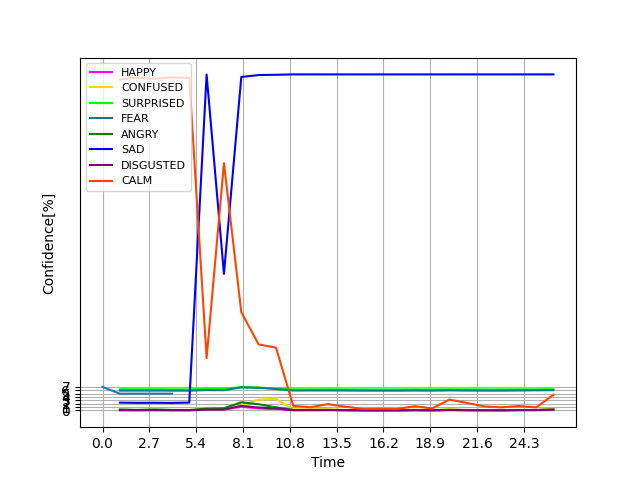 HAPPY
CONFUSED
SURPRISED
FEAR
ANGRY
SAD
DISGUSTED
CALM
Confidence[%]
7
0.0 2.7 5.4 8.1 10.8 13.5 16.2 18.9 21.6 24.3
Time